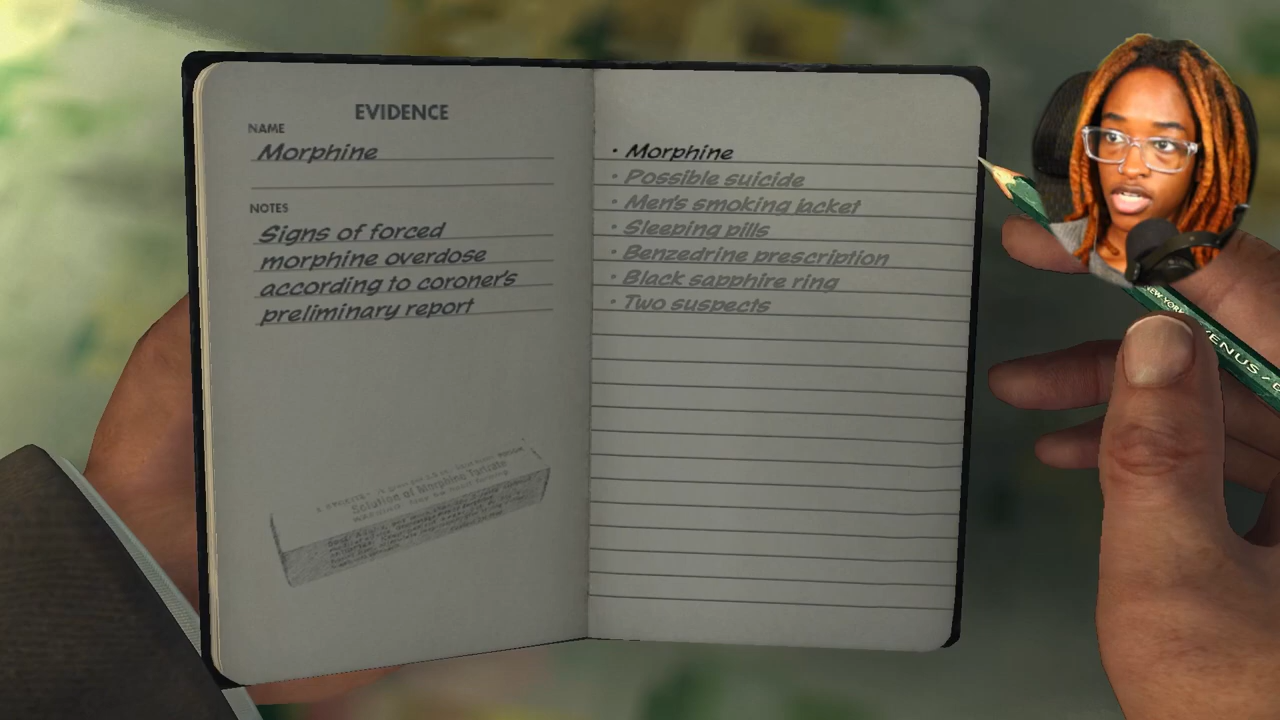 EVIDENCE
NAME
Morphine
NOTES
Signs of forced
morphine overdose
according to coroner's
preliminary report
Solution of Morphine Tartrate
• Morphine
• Possible suicide
• Men's smoking jacket
• Sleeping pills
• Benzedrine prescription
• Black sapphire ring
• Two suspects
NEW YORK
VENUS